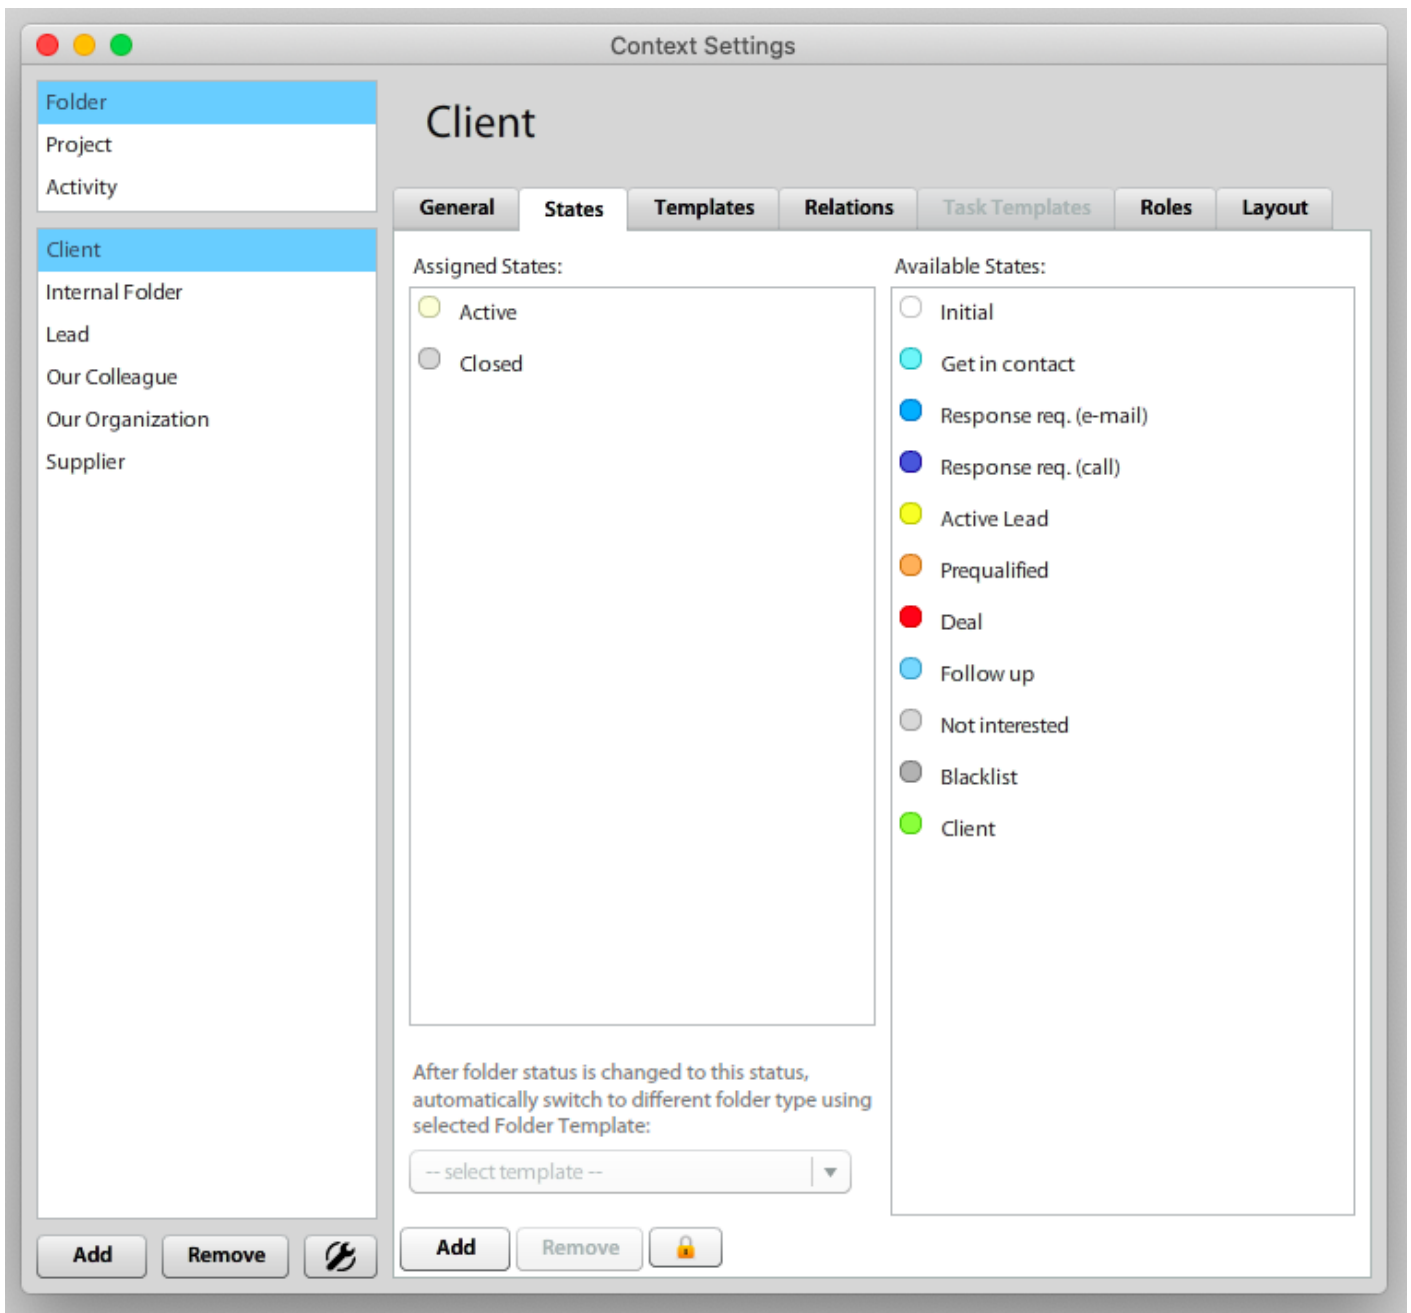 Context Settings
Folder
Project
Activity
Client
Internal Folder
Lead
Our Colleague
Our Organization
Supplier
Add
Remove
Client
General
States
Templates
Relations
Task Templates
Roles
Layout
Assigned States:
Active
Closed
After folder status is changed to this status,
automatically switch to different folder type using
selected Folder Template:
-- select template --
Add
Remove
Available States:
Initial
Get in contact
Response req. (e-mail)
Response req. (call)
Active Lead
Prequalified
Deal
Follow up
Not interested
Blacklist
Client